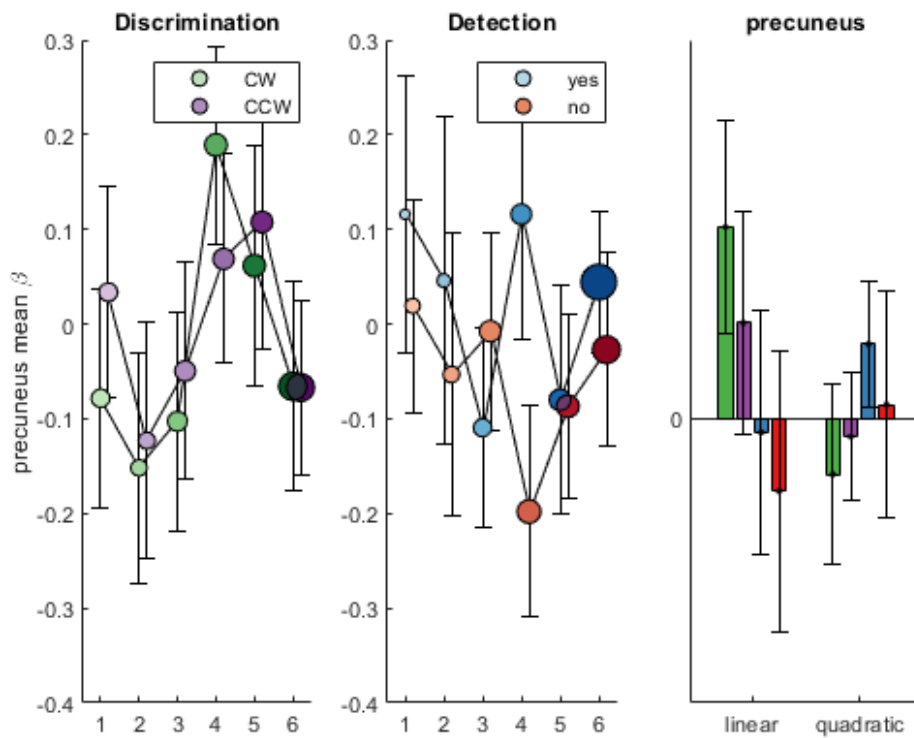 Discrimination
Detection
precuneus
CW
CCW
yes
no
precuneus mean β
0.3
0.2
0.1
0
-0.1
-0.2
-0.3
-0.4
1 2 3 4 5 6
0.3
0.2
0.1
0
-0.1
-0.2
-0.3
-0.4
1 2 3 4 5 6
0
linear quadratic